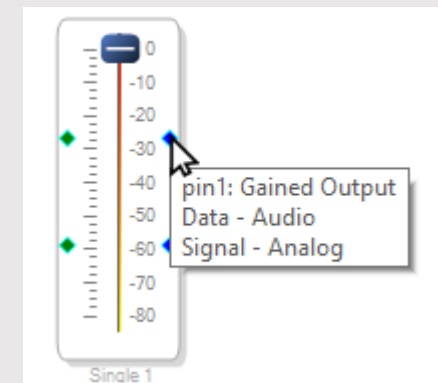 0
-10
-20
-30
-40
-50
-60
-70
-80
pin1: Gained Output
Data - Audio
Signal - Analog
Single 1